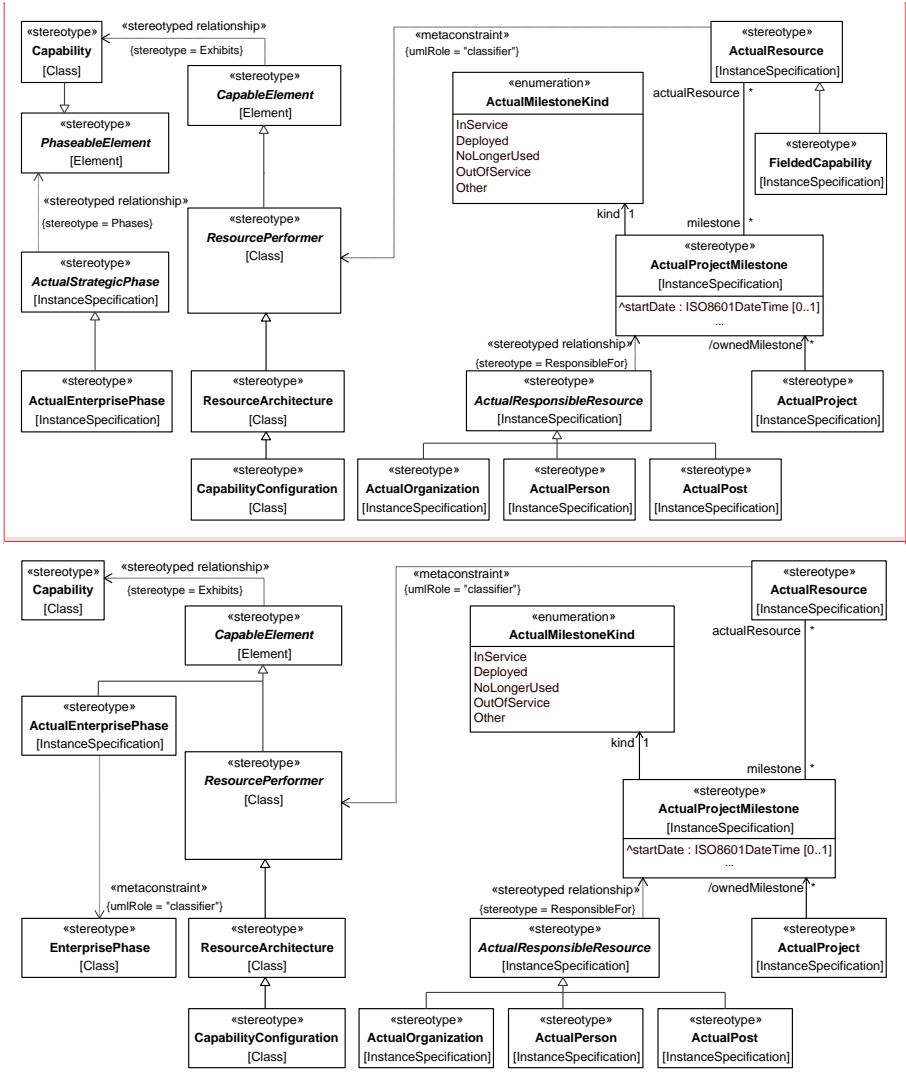 «stereotype»
Capability
[Class]
«stereotyped relationship»
{stereotype = Exhibits}
«stereotype»
CapableElement
[Element]
«metaconstraint»
{umlRole = "classifier"}
«stereotype»
ActualResource
[InstanceSpecification]
«enumeration»
ActualMilestoneKind
InService
Deployed
NoLongerUsed
OutOfService
Other
actualResource *
«stereotype»
PhaseableElement
[Element]
«stereotype»
FieldedCapability
[InstanceSpecification]
«stereotyped relationship»
{stereotype = Phases}
«stereotype»
ResourcePerformer
[Class]
kind 1
milestone *
«stereotype»
ActualProjectMilestone
[InstanceSpecification]
^startDate : ISO8601DateTime [0..1]
...
«stereotype»
ActualStrategicPhase
[InstanceSpecification]
«stereotyped relationship»
{stereotype = ResponsibleFor}
/ownedMilestone *
«stereotype»
ActualEnterprisePhase
[InstanceSpecification]
«stereotype»
ResourceArchitecture
[Class]
«stereotype»
ActualResponsibleResource
[InstanceSpecification]
«stereotype»
ActualProject
[InstanceSpecification]
«stereotype»
CapabilityConfiguration
[Class]
«stereotype»
ActualOrganization
[InstanceSpecification]
«stereotype»
ActualPerson
[InstanceSpecification]
«stereotype»
ActualPost
[InstanceSpecification]
«stereotype»
Capability
[Class]
«stereotyped relationship»
{stereotype = Exhibits}
«stereotype»
CapableElement
[Element]
«metaconstraint»
{umlRole = "classifier"}
«stereotype»
ActualResource
[InstanceSpecification]
«enumeration»
ActualMilestoneKind
InService
Deployed
NoLongerUsed
OutOfService
Other
actualResource *
«stereotype»
ActualEnterprisePhase
[InstanceSpecification]
«stereotype»
ResourcePerformer
[Class]
kind 1
milestone *
«stereotype»
ActualProjectMilestone
[InstanceSpecification]
^startDate : ISO8601DateTime [0..1]
...
«metaconstraint»
{umlRole = "classifier"}
«stereotyped relationship»
{stereotype = ResponsibleFor}
/ownedMilestone *
«stereotype»
EnterprisePhase
[Class]
«stereotype»
ResourceArchitecture
[Class]
«stereotype»
ActualResponsibleResource
[InstanceSpecification]
«stereotype»
ActualProject
[InstanceSpecification]
«stereotype»
CapabilityConfiguration
[Class]
«stereotype»
ActualOrganization
[InstanceSpecification]
«stereotype»
ActualPerson
[InstanceSpecification]
«stereotype»
ActualPost
[InstanceSpecification]